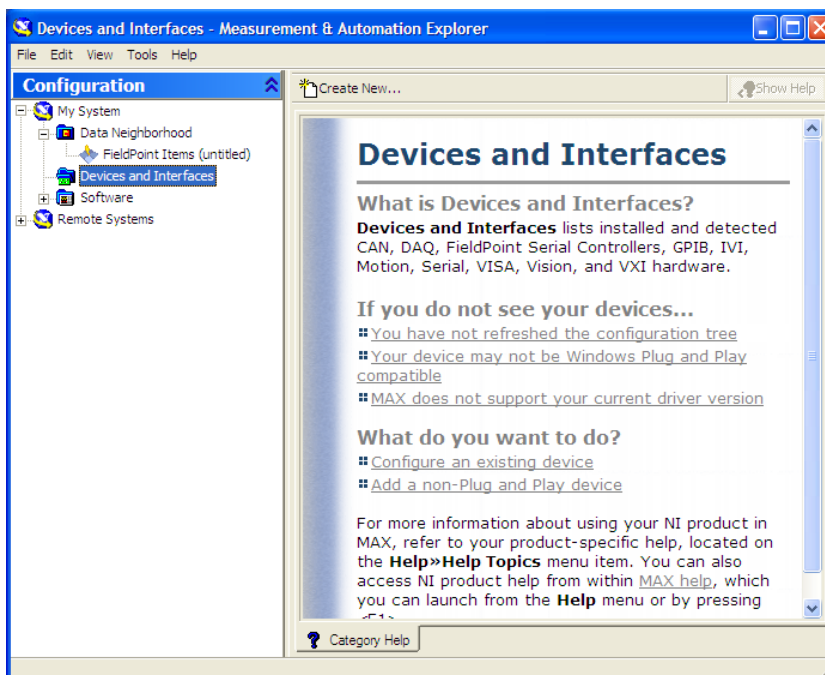 Devices and Interfaces - Measurement & Automation Explorer
File Edit View Tools Help
Configuration
My System
Data Neighborhood
FieldPoint Items (untitled)
Devices and Interfaces
Software
Remote Systems
Create New...
Show Help
Devices and Interfaces
What is Devices and Interfaces?
Devices and Interfaces lists installed and detected
CAN, DAQ, FieldPoint Serial Controllers, GPIB, IVI,
Motion, Serial, VISA, Vision, and VXI hardware.
If you do not see your devices...
You have not refreshed the configuration tree
Your device may not be Windows Plug and Play
compatible
MAX does not support your current driver version
What do you want to do?
Configure an existing device
Add a non-Plug and Play device
For more information about using your NI product in
MAX, refer to your product-specific help, located on
the Help»Help Topics menu item. You can also
access NI product help from within MAX help, which
you can launch from the Help menu or by pressing
Category Help